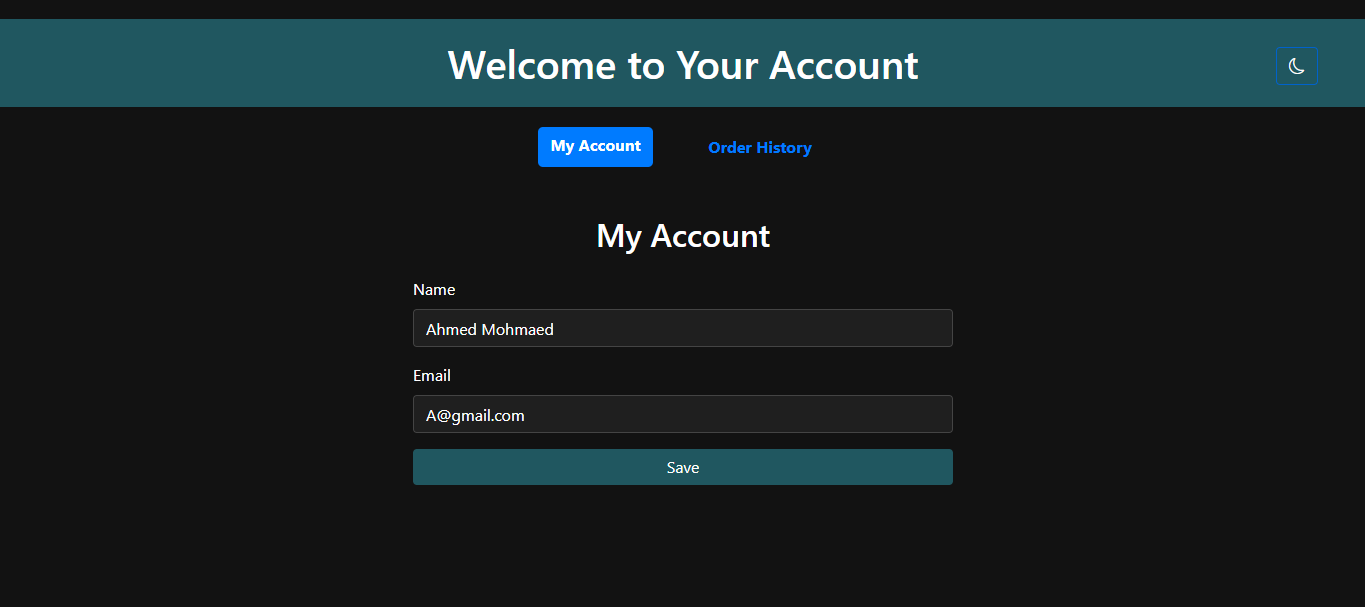 Welcome to Your Account
My Account Order History
My Account
Name
Ahmed Mohmaed
Email
A@gmail.com
Save